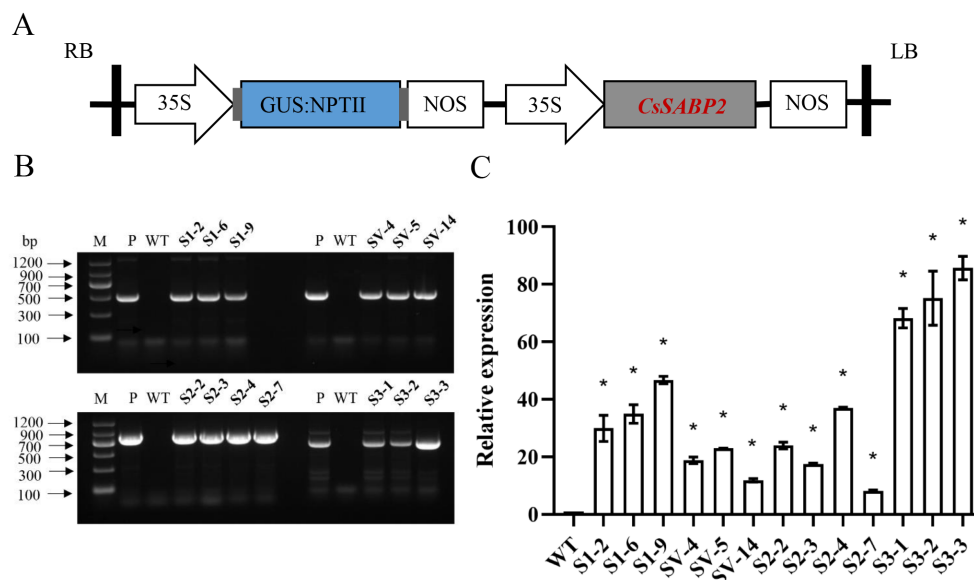 A
RB
LB
35S
GUS:NPTII
NOS
35S
CsSABP2
NOS
B
bp
M
P
WT
S1-2
S1-6
S1-9
P
WT
SV-4
SV-5
SV-14
1200
900
700
500
300
100
M
P
WT
S2-2
S2-3
S2-4
S2-7
P
WT
S3-1
S3-2
S3-3
1200
900
700
500
300
100
C
Relative expression
100
80
60
40
20
0
*
*
*
*
*
*
*
*
*
*
*
*
*
WT
S1-2
S1-6
S1-9
SV-4
SV-5
SV-14
S2-2
S2-3
S2-4
S2-7
S3-1
S3-2
S3-3